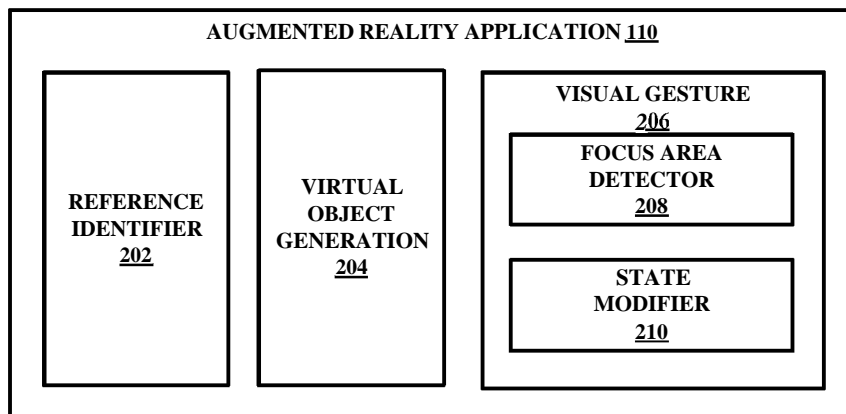 AUGMENTED REALITY APPLICATION 110
REFERENCE
IDENTIFIER
202
VIRTUAL
OBJECT
GENERATION
204
VISUAL GESTURE
206
FOCUS AREA
DETECTOR
208
STATE
MODIFIER
210